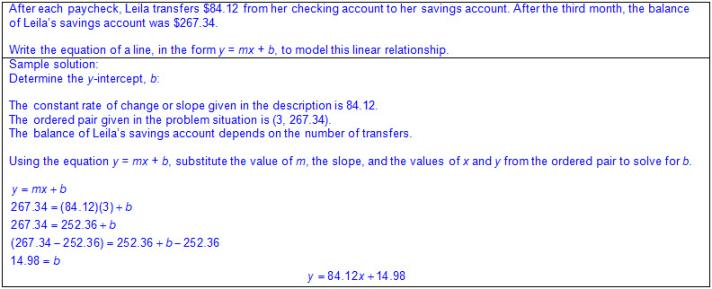 After each paycheck, Leila transfers $84.12 from her checking account to her savings account. After the third month, the balance
of Leila's savings account was $267.34.
Write the equation of a line, in the form y = mx + b, to model this linear relationship.
Sample solution:
Determine the y-intercept, b:
The constant rate of change or slope given in the description is 84.12.
The ordered pair given in the problem situation is (3, 267.34).
The balance of Leila's savings account depends on the number of transfers.
Using the equation y = mx + b, substitute the value of m, the slope, and the values of x and y from the ordered pair to solve for b.
y = mx + b
267.34 = (84.12)(3) + b
267.34 = 252.36 + b
(267.34 – 252.36) = 252.36 + b – 252.36
14.98 = b
y = 84.12x + 14.98